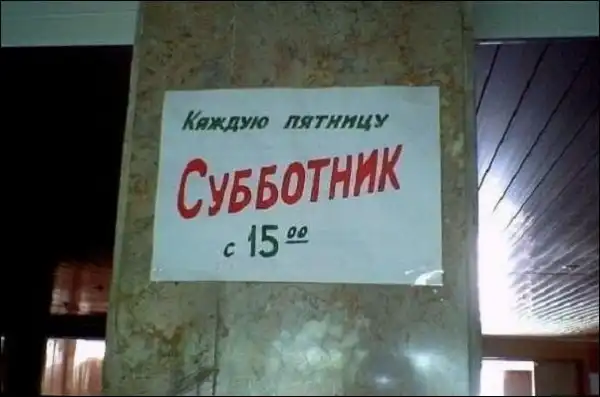 Каждую пятницу
Субботник
с 15⁰⁰